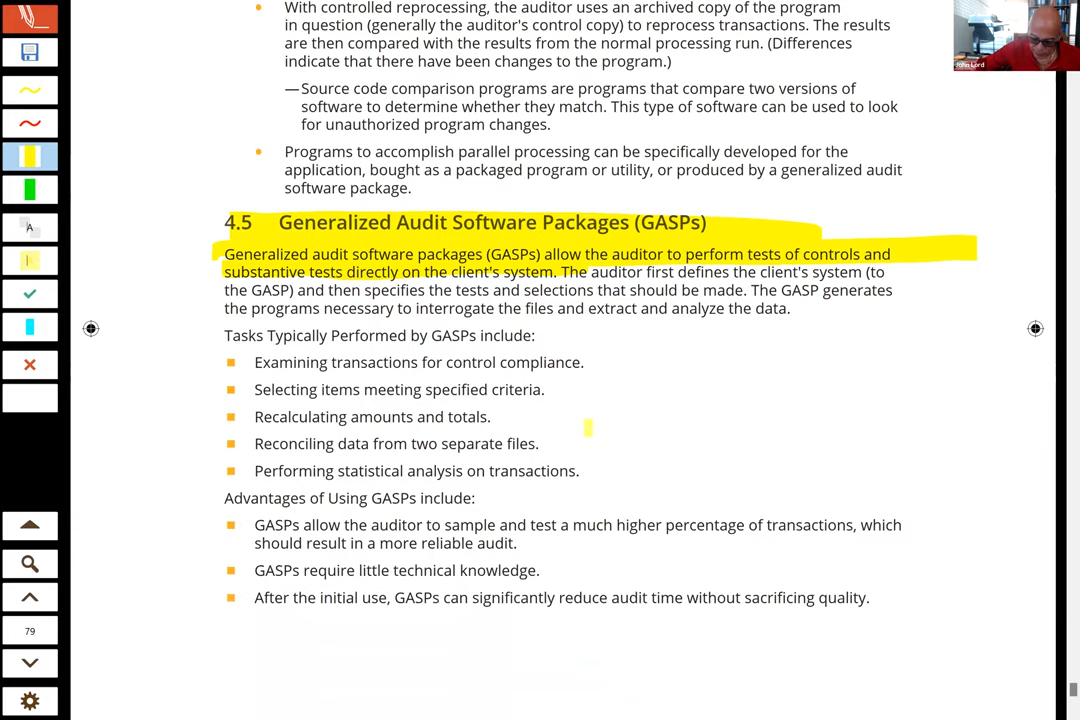 With controlled reprocessing, the auditor uses an archived copy of the program
in question (generally the auditor's control copy) to reprocess transactions. The results
are then compared with the results from the normal processing run. (Differences
indicate that there have been changes to the program.)
—Source code comparison programs are programs that compare two versions of
software to determine whether they match. This type of software can be used to look
for unauthorized program changes.
Programs to accomplish parallel processing can be specifically developed for the
application, bought as a packaged program or utility, or produced by a generalized audit
software package.
4.5 Generalized Audit Software Packages (GASPs)
Generalized audit software packages (GASPs) allow the auditor to perform tests of controls and
substantive tests directly on the client's system. The auditor first defines the client's system (to
the GASP) and then specifies the tests and selections that should be made. The GASP generates
the programs necessary to interrogate the files and extract and analyze the data.
Tasks Typically Performed by GASPs include:
Examining transactions for control compliance.
Selecting items meeting specified criteria.
Recalculating amounts and totals.
Reconciling data from two separate files.
Performing statistical analysis on transactions.
Advantages of Using GASPs include:
GASPs allow the auditor to sample and test a much higher percentage of transactions, which
should result in a more reliable audit.
GASPs require little technical knowledge.
After the initial use, GASPs can significantly reduce audit time without sacrificing quality.
John Lord
A
79